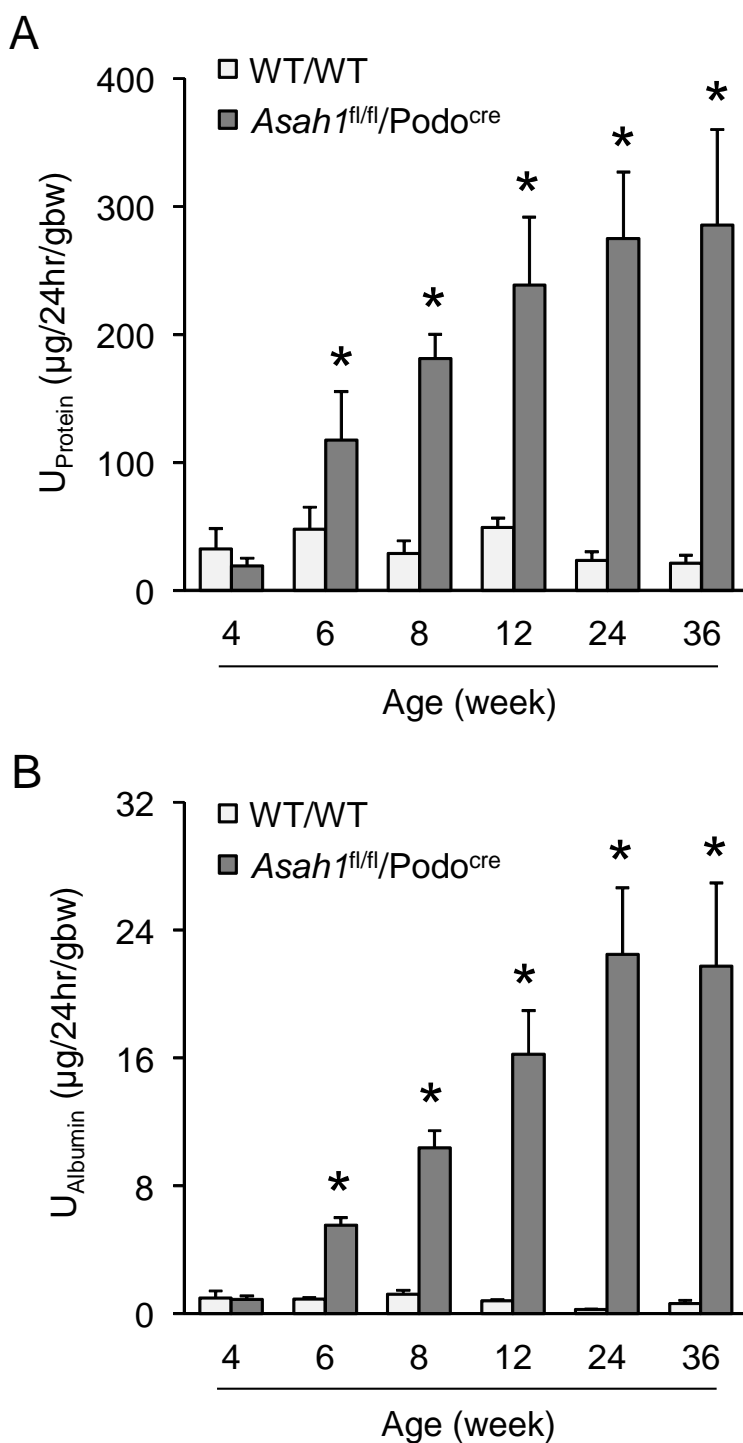 A
WT/WT
Asah1fl/fl/Podocre
400
300
200
100
0
UProtein (µg/24hr/gbw)
* * * * *
4 6 8 12 24 36
Age (week)
B
WT/WT
Asah1fl/fl/Podocre
32
24
16
8
0
UAlbumin (µg/24hr/gbw)
* * * * *
4 6 8 12 24 36
Age (week)